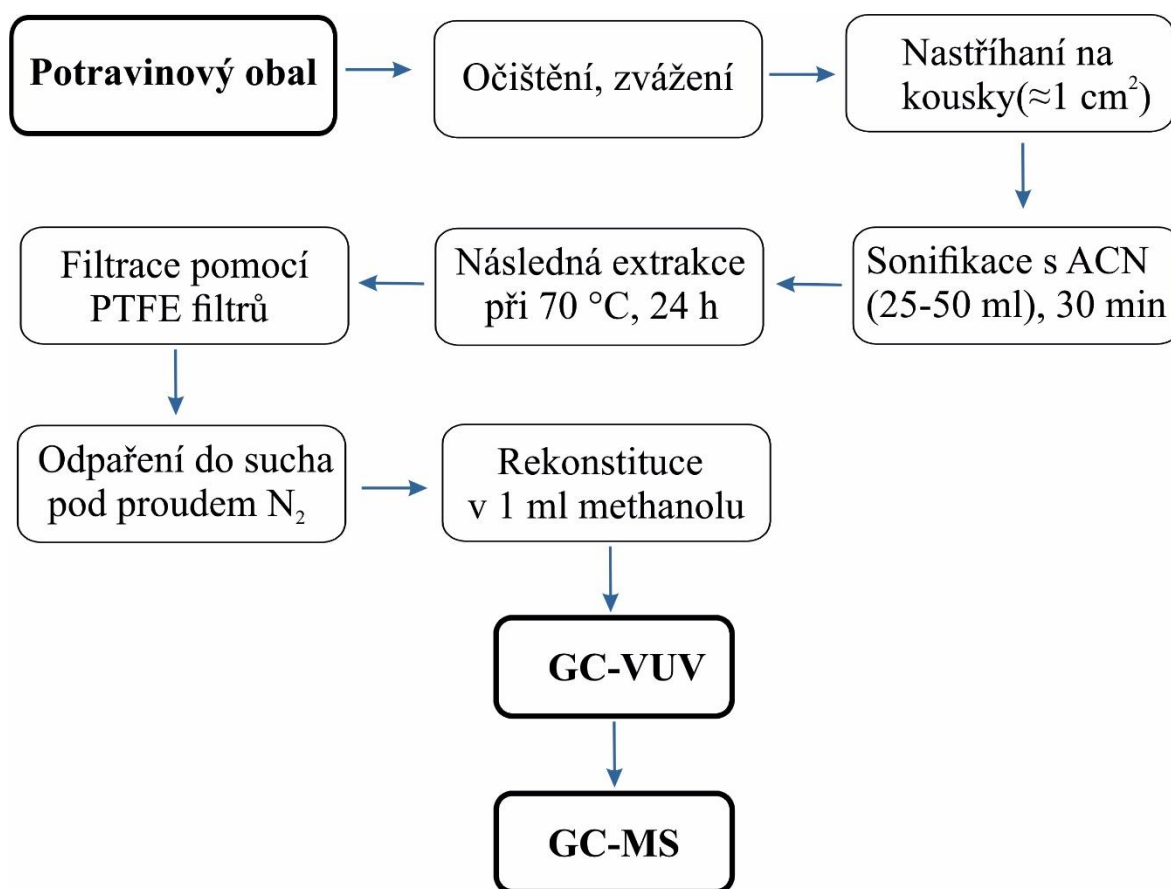 Potravinový obal
Očištění, zvážení
Nastříhaní na
kousky(≈1 cm²)
Sonifikace s ACN
(25-50 ml), 30 min
Následná extrakce
při 70 °C, 24 h
Filtrace pomocí
PTFE filtrů
Odpaření do sucha
pod proudem N₂
Rekonstituce
v 1 ml methanolu
GC-VUV
GC-MS